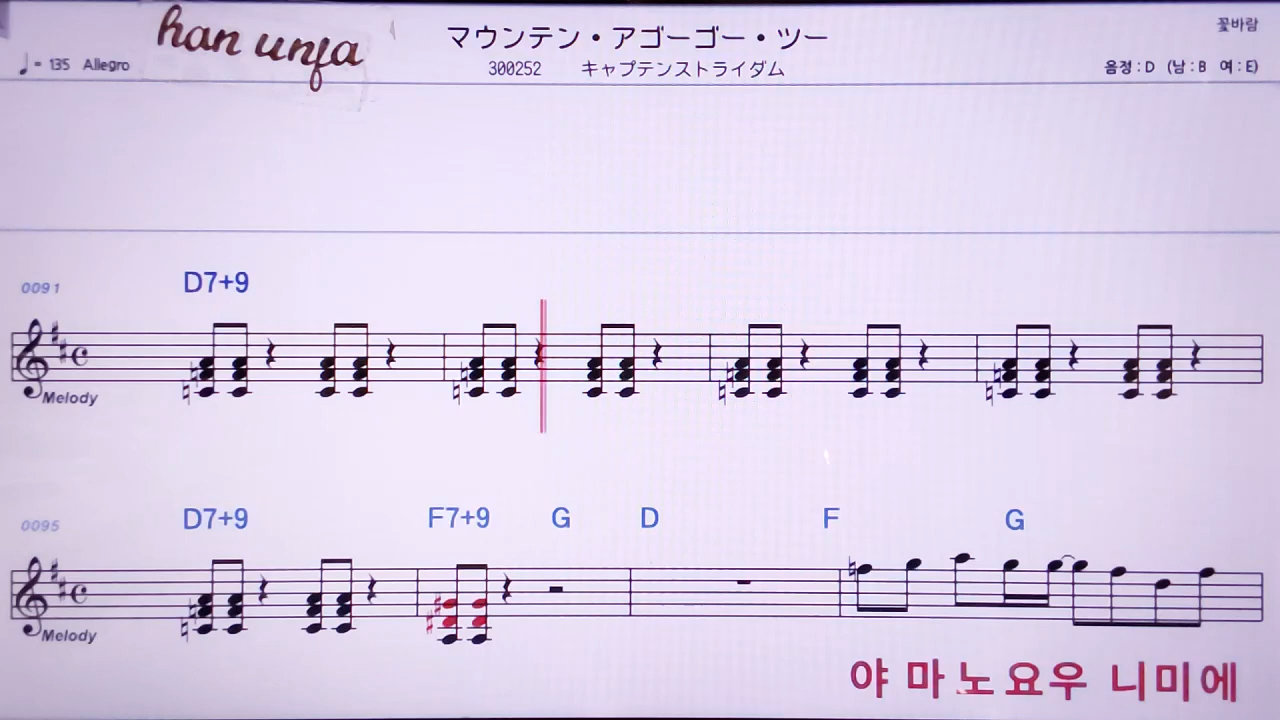 han unfa
マウンテン・アゴーゴー・ツー
꽃바람
♩= 135 Allegro
300252 キャプテンストライダム
음정 : D (남 : B 여 : E)
0091 D7+9
Melody
0095 D7+9 F7+9 G D F G
Melody
야 마 노 요우 니미에